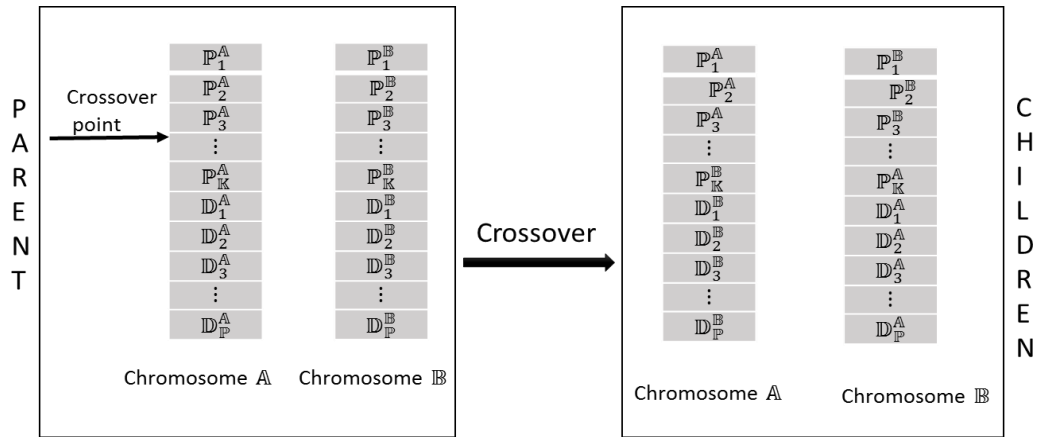 PARENT
Crossover
point
ℙ₁^𝔸
ℙ₂^𝔸
ℙ₃^𝔸
⋮
ℙ_𝕂^𝔸
𝔻₁^𝔸
𝔻₂^𝔸
𝔻₃^𝔸
⋮
𝔻_ℙ^𝔸
Chromosome 𝔸
ℙ₁^𝔹
ℙ₂^𝔹
ℙ₃^𝔹
⋮
ℙ_𝕂^𝔹
𝔻₁^𝔹
𝔻₂^𝔹
𝔻₃^𝔹
⋮
𝔻_ℙ^𝔹
Chromosome 𝔹
Crossover
ℙ₁^𝔸
ℙ₂^𝔸
ℙ₃^𝔸
⋮
ℙ_𝕂^𝔹
𝔻₁^𝔹
𝔻₂^𝔹
𝔻₃^𝔹
⋮
𝔻_ℙ^𝔹
Chromosome 𝔸
ℙ₁^𝔹
ℙ₂^𝔹
ℙ₃^𝔹
⋮
ℙ_𝕂^𝔸
𝔻₁^𝔸
𝔻₂^𝔸
𝔻₃^𝔸
⋮
𝔻_ℙ^𝔸
Chromosome 𝔹
CHILDREN